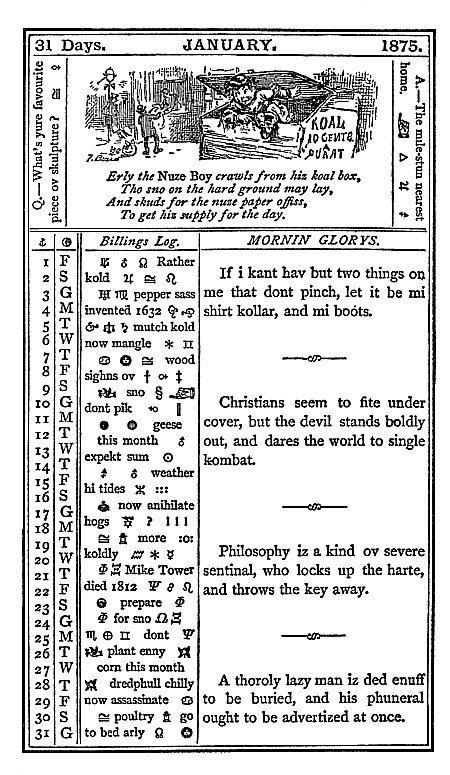 31 Days. JANUARY. 1875.
Q.—What's yure favourite
piece ov skulpture?
A.—The mile-stun nearest
home.
KOAL
10 CENTS
A
BUKAT
Erly the Nuze Boy crawls from hiz koal box,
Tho sno on the hard ground may lay,
And skuds for the nuze paper offiss,
To get hiz supply for the day.
Billings Log.
1 F ♓ ♁ ☊ Rather
2 S kold ♃ ♎ ♌
3 G ♓ ♏ pepper sass
4 M invented 1632
5 T mutch kold
6 W now mangle * ♊
7 T wood
8 F sighns ov † ‡
9 S sno §
10 G dont pik
11 M geese
12 T this month ♁
13 W expekt sum ☉
14 T weather
15 F hi tides :::
16 S now anihilate
17 G hogs ? 111
18 M more :o:
19 T koldly *
20 W Mike Tower
21 T died 1812
22 F prepare
23 S for sno
24 G ♏ ⊕ ♊ dont
25 M plant enny
26 T corn this month
27 W dredphull chilly
28 T now assassinate
29 F poultry go
30 S to bed arly ☊
31 G
MORNIN GLORYS.
If i kant hav but two things on
me that dont pinch, let it be mi
shirt kollar, and mi boots.
Christians seem to fite under
cover, but the devil stands boldly
out, and dares the world to single
kombat.
Philosophy iz a kind ov severe
sentinal, who locks up the harte,
and throws the key away.
A thoroly lazy man iz ded enuff
to be buried, and his phuneral
ought to be advertized at once.